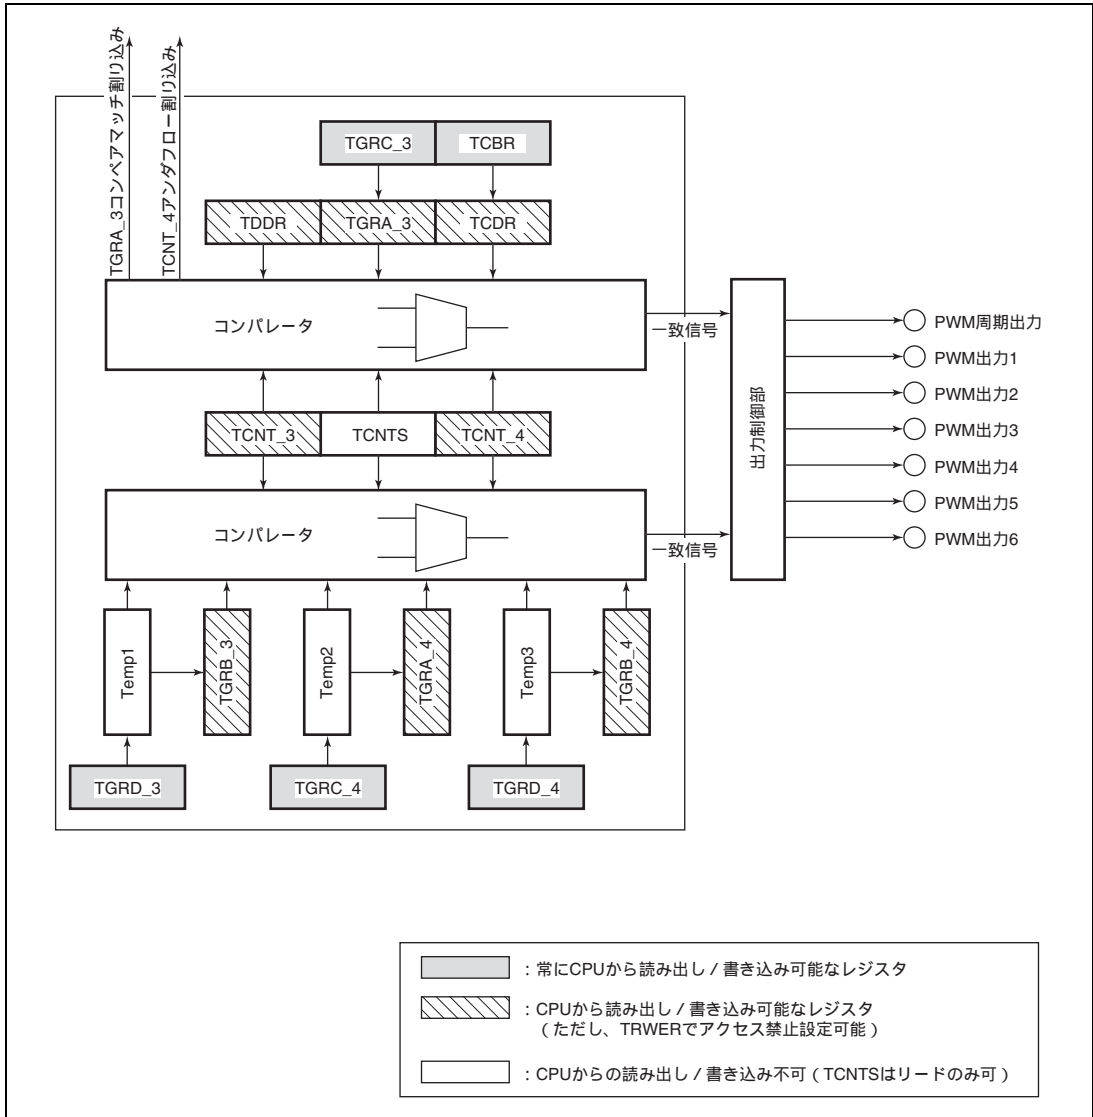 TGRA_3コンペアマッチ割り込み
TCNT_4アンダフロー割り込み
TGRC_3
TCBR
TDDR
TGRA_3
TCDR
コンパレータ
一致信号
TCNT_3
TCNTS
TCNT_4
コンパレータ
一致信号
出力制御部
PWM周期出力
PWM出力1
PWM出力2
PWM出力3
PWM出力4
PWM出力5
PWM出力6
Temp1
TGRB_3
Temp2
TGRA_4
Temp3
TGRB_4
TGRD_3
TGRC_4
TGRD_4
：常にCPUから読み出し / 書き込み可能なレジスタ
：CPUから読み出し / 書き込み可能なレジスタ
（ただし、TRWERでアクセス禁止設定可能）
：CPUからの読み出し / 書き込み不可（TCNTSはリードのみ可）